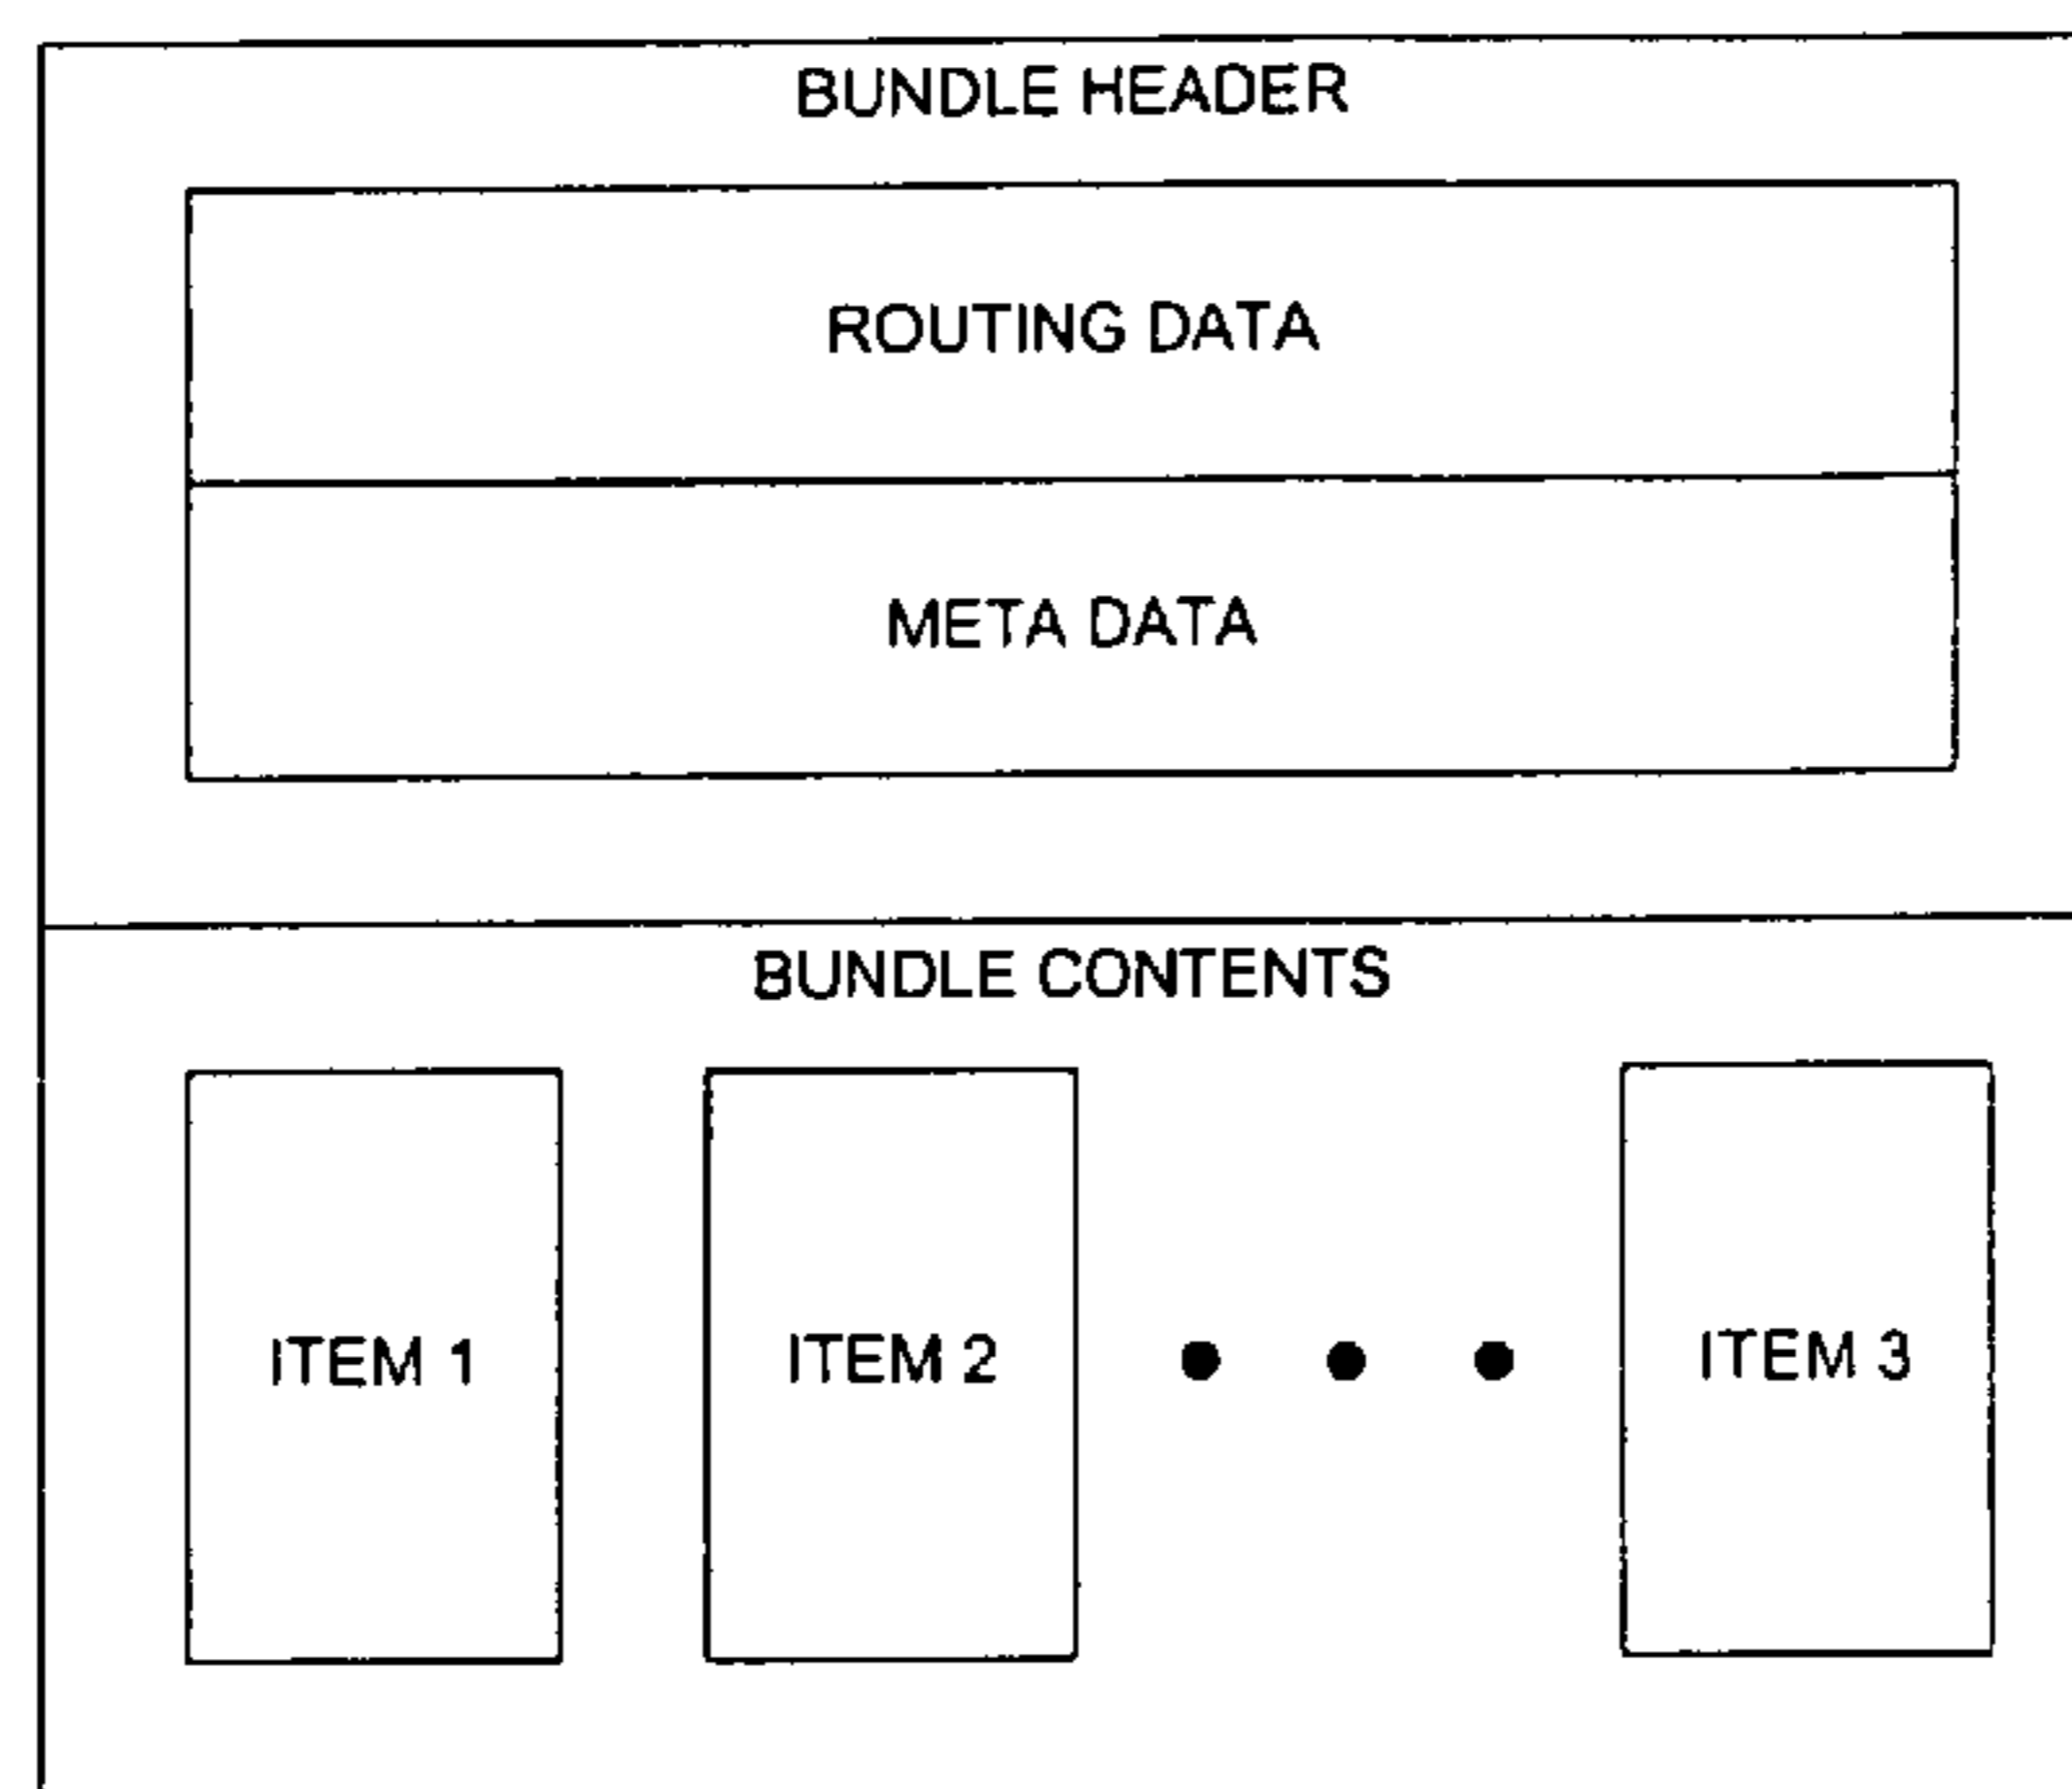 BUNDLE HEADER
ROUTING DATA
META DATA
BUNDLE CONTENTS
ITEM 1
ITEM 2
ITEM 3